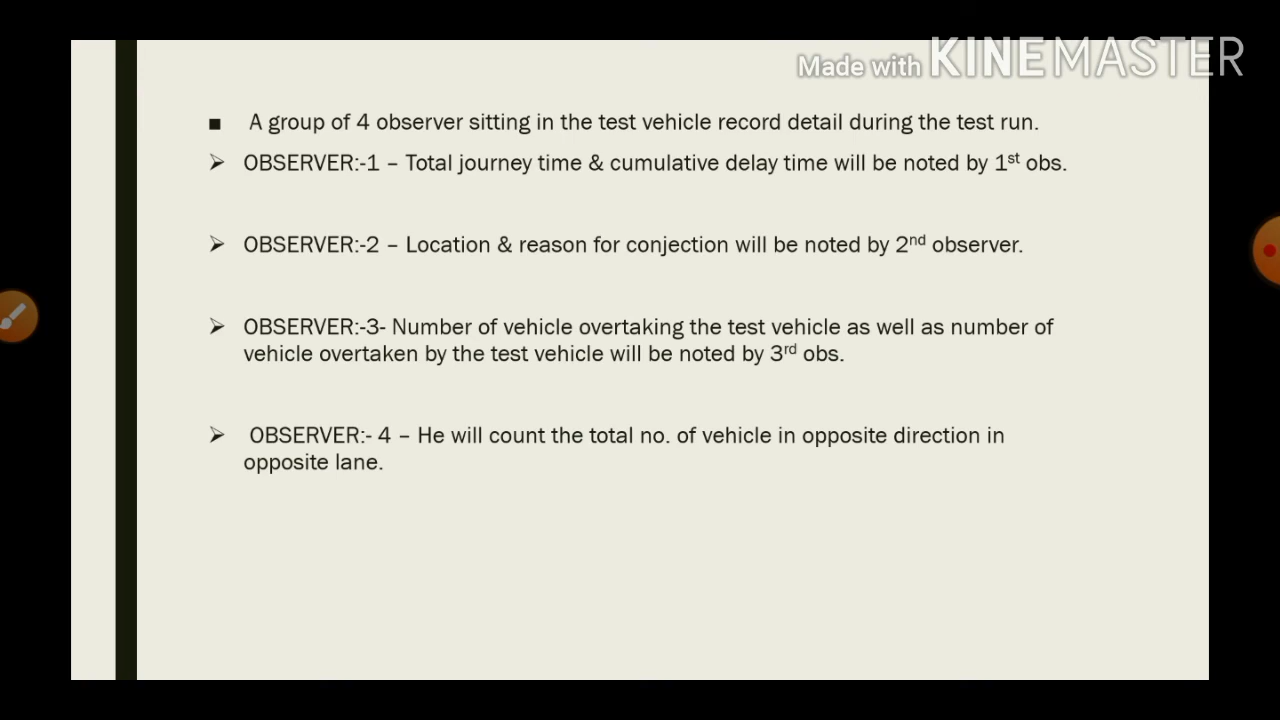 Made with KINEMASTER
■ A group of 4 observer sitting in the test vehicle record detail during the test run.
➢ OBSERVER:-1 – Total journey time & cumulative delay time will be noted by 1st obs.
➢ OBSERVER:-2 – Location & reason for conjection will be noted by 2nd observer.
➢ OBSERVER:-3- Number of vehicle overtaking the test vehicle as well as number of
vehicle overtaken by the test vehicle will be noted by 3rd obs.
➢ OBSERVER:- 4 – He will count the total no. of vehicle in opposite direction in
opposite lane.